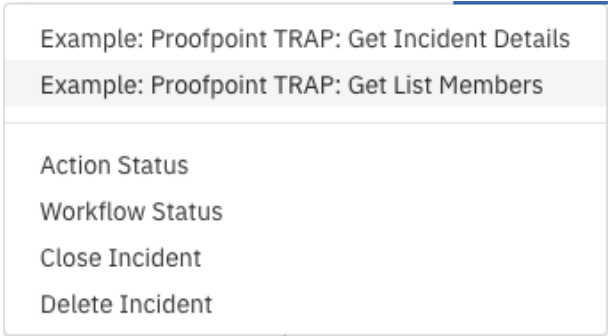 Example: Proofpoint TRAP: Get Incident Details
Example: Proofpoint TRAP: Get List Members
Action Status
Workflow Status
Close Incident
Delete Incident